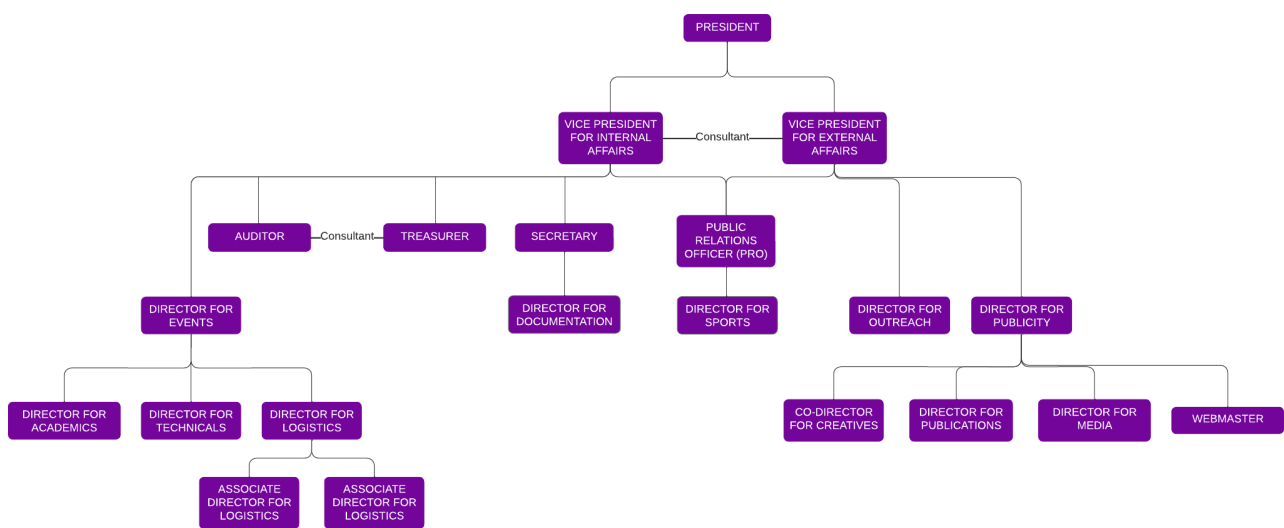 PRESIDENT
VICE PRESIDENT
FOR INTERNAL
AFFAIRS
Consultant
VICE PRESIDENT
FOR EXTERNAL
AFFAIRS
AUDITOR
Consultant
TREASURER
SECRETARY
PUBLIC
RELATIONS
OFFICER (PRO)
DIRECTOR FOR
EVENTS
DIRECTOR FOR
DOCUMENTATION
DIRECTOR FOR
SPORTS
DIRECTOR FOR
OUTREACH
DIRECTOR FOR
PUBLICITY
DIRECTOR FOR
ACADEMICS
DIRECTOR FOR
TECHNICALS
DIRECTOR FOR
LOGISTICS
CO-DIRECTOR
FOR CREATIVES
DIRECTOR FOR
PUBLICATIONS
DIRECTOR FOR
MEDIA
WEBMASTER
ASSOCIATE
DIRECTOR FOR
LOGISTICS
ASSOCIATE
DIRECTOR FOR
LOGISTICS